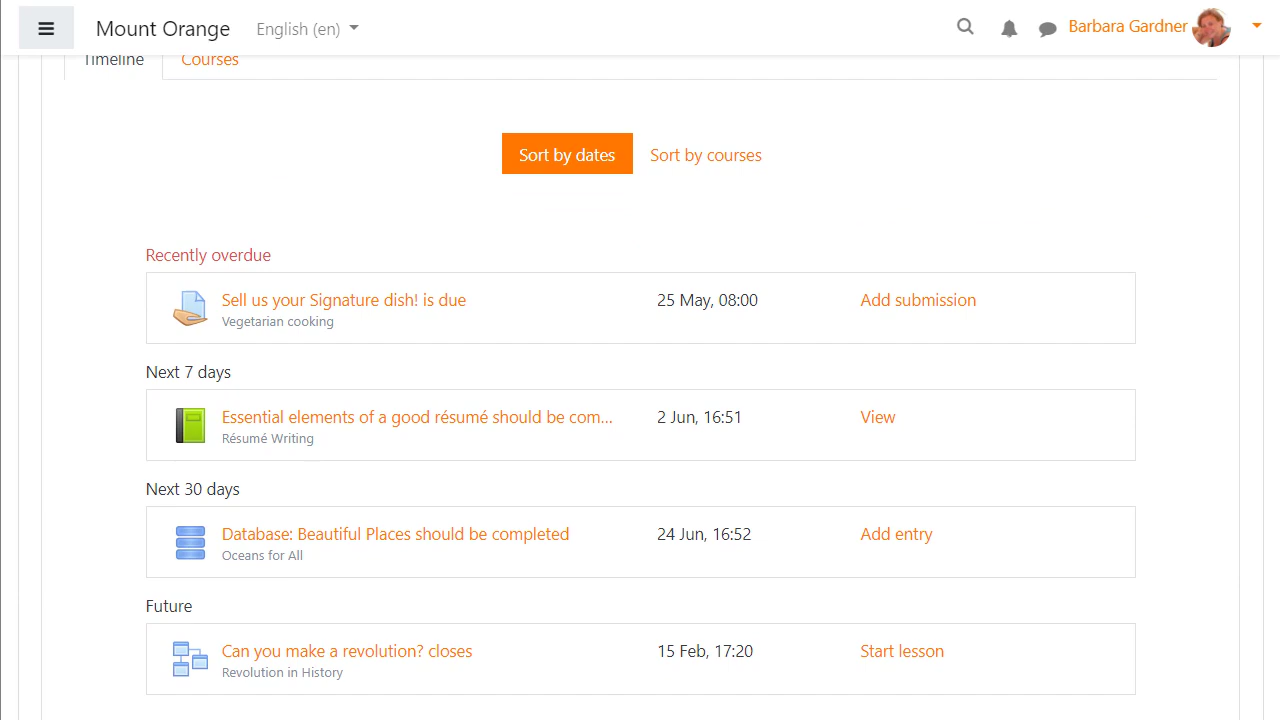 Mount Orange English (en) Barbara Gardner
Timeline Courses
Sort by dates Sort by courses
Recently overdue
Sell us your Signature dish! is due 25 May, 08:00 Add submission
Vegetarian cooking
Next 7 days
Essential elements of a good résumé should be com... 2 Jun, 16:51 View
Résumé Writing
Next 30 days
Database: Beautiful Places should be completed 24 Jun, 16:52 Add entry
Oceans for All
Future
Can you make a revolution? closes 15 Feb, 17:20 Start lesson
Revolution in History